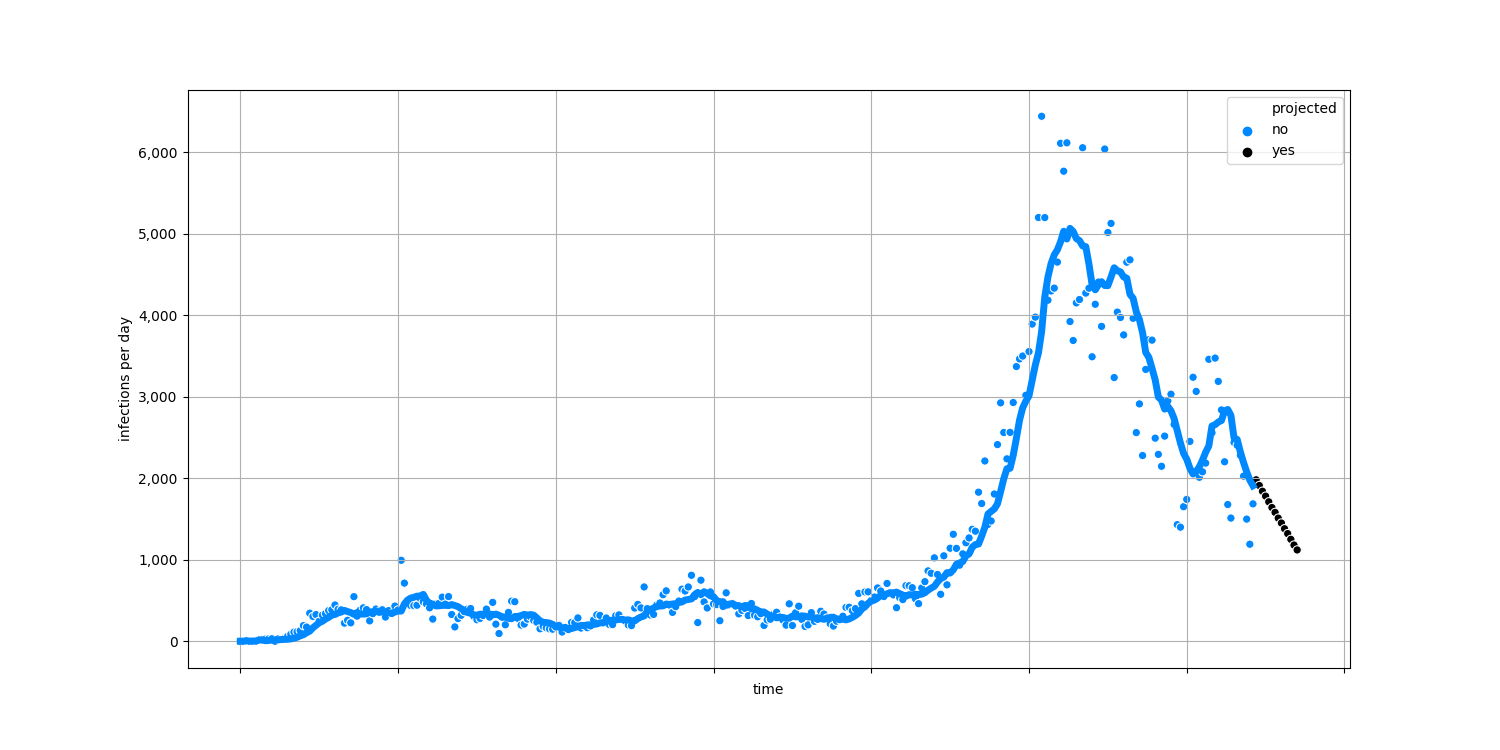 projected
no
yes
6,000
5,000
4,000
3,000
2,000
1,000
0
infections per day
time